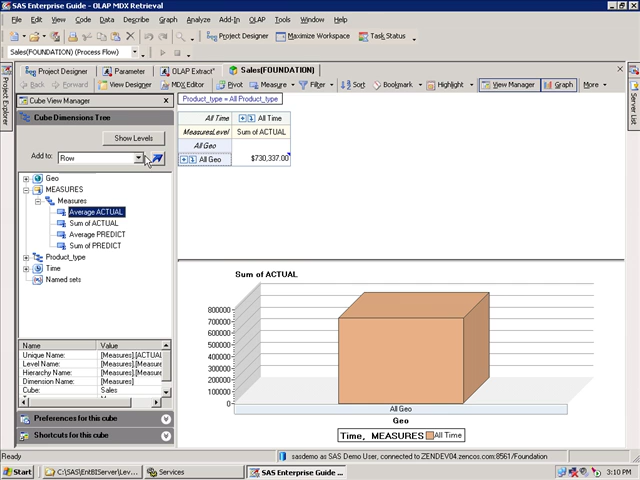 SAS Enterprise Guide - OLAP MDX Retrieval
File Edit View Code Data Describe Graph Analyze Add-In OLAP Tools Window Help
Project Designer Maximize Workspace Task Status
Sales(FOUNDATION) (Process Flow)
Project Designer Parameter OLAP Extract* Sales(FOUNDATION)
Back Forward View Designer MDX Editor Pivot Measure Filter Sort Bookmark Highlight View Manager Graph More
Project Explorer
Server List
Cube View Manager
Cube Dimensions Tree
Show Levels
Add to: Row
Geo
MEASURES
Measures
Average ACTUAL
Sum of ACTUAL
Average PREDICT
Sum of PREDICT
Product_type
Time
Named sets
Name Value
Unique Name: [Measures].[ACTUA
Level Name: [Measures].[Measure
Hierarchy Name: [Measures].[Measure
Dimension Name: [Measures]
Cube: Sales
Preferences for this cube
Shortcuts for this cube
Product_type = All Product_type
All Time All Time
MeasuresLevel Sum of ACTUAL
All Geo
All Geo $730,337.00
Sum of ACTUAL
800000
700000
600000
500000
400000
300000
200000
100000
0
All Geo
Geo
Time, MEASURES All Time
Ready sasdemo as SAS Demo User, connected to ZENDEV04.zencos.com:8561/Foundation
Start C:\SAS\EntBIServer\Lev... Services SAS Enterprise Guide ... 3:10 PM